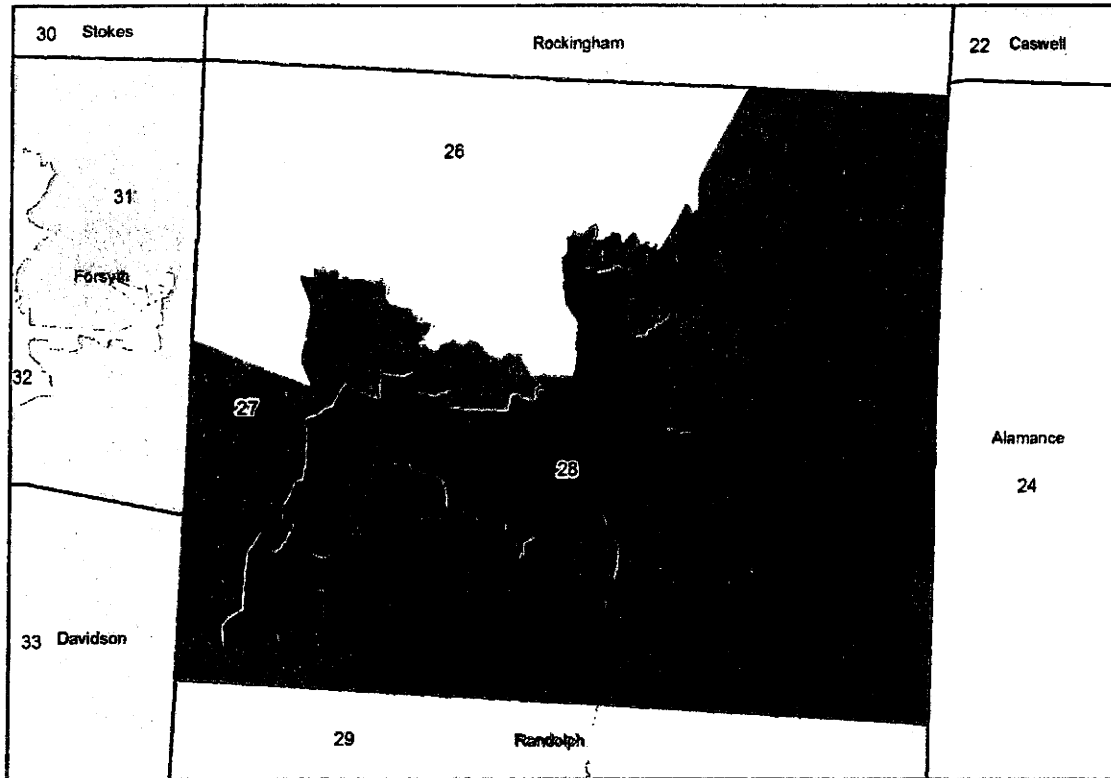 30 Stokes
Rockingham
22 Caswell
26
31
Forsyth
32
27
28
Alamance
24
33 Davidson
29 Randolph